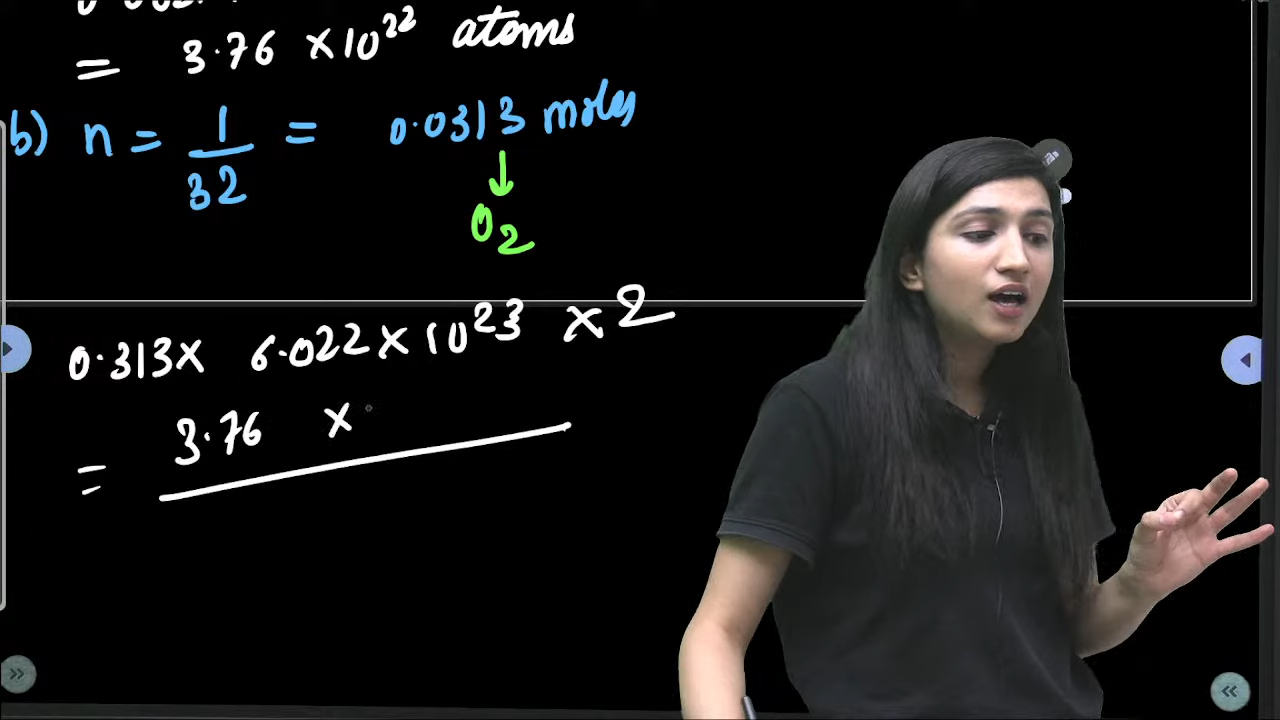 = 3.76 ×10²² atoms
b) n = 1/32 = 0.0313 moles
↓
O₂
0.313× 6.022×10²³ ×2
= 3.76 ×